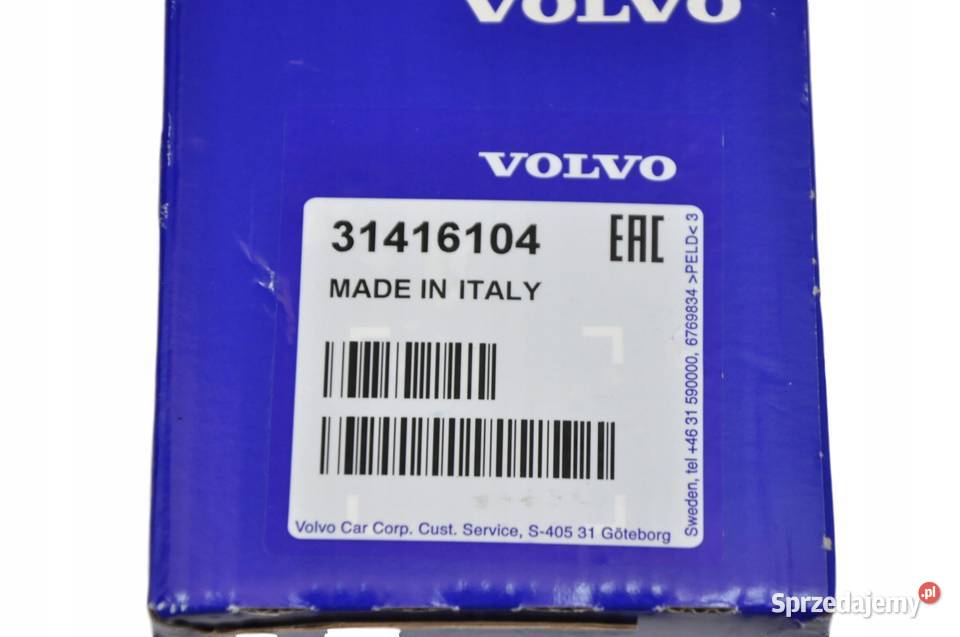 VOLVO
VOLVO
31416104
EAC
MADE IN ITALY
Volvo Car Corp. Cust. Service, S-405 31 Göteborg
Sweden, tel +46 31 590000, 6769834 >PELD< 3
Sprzedajemy.pl